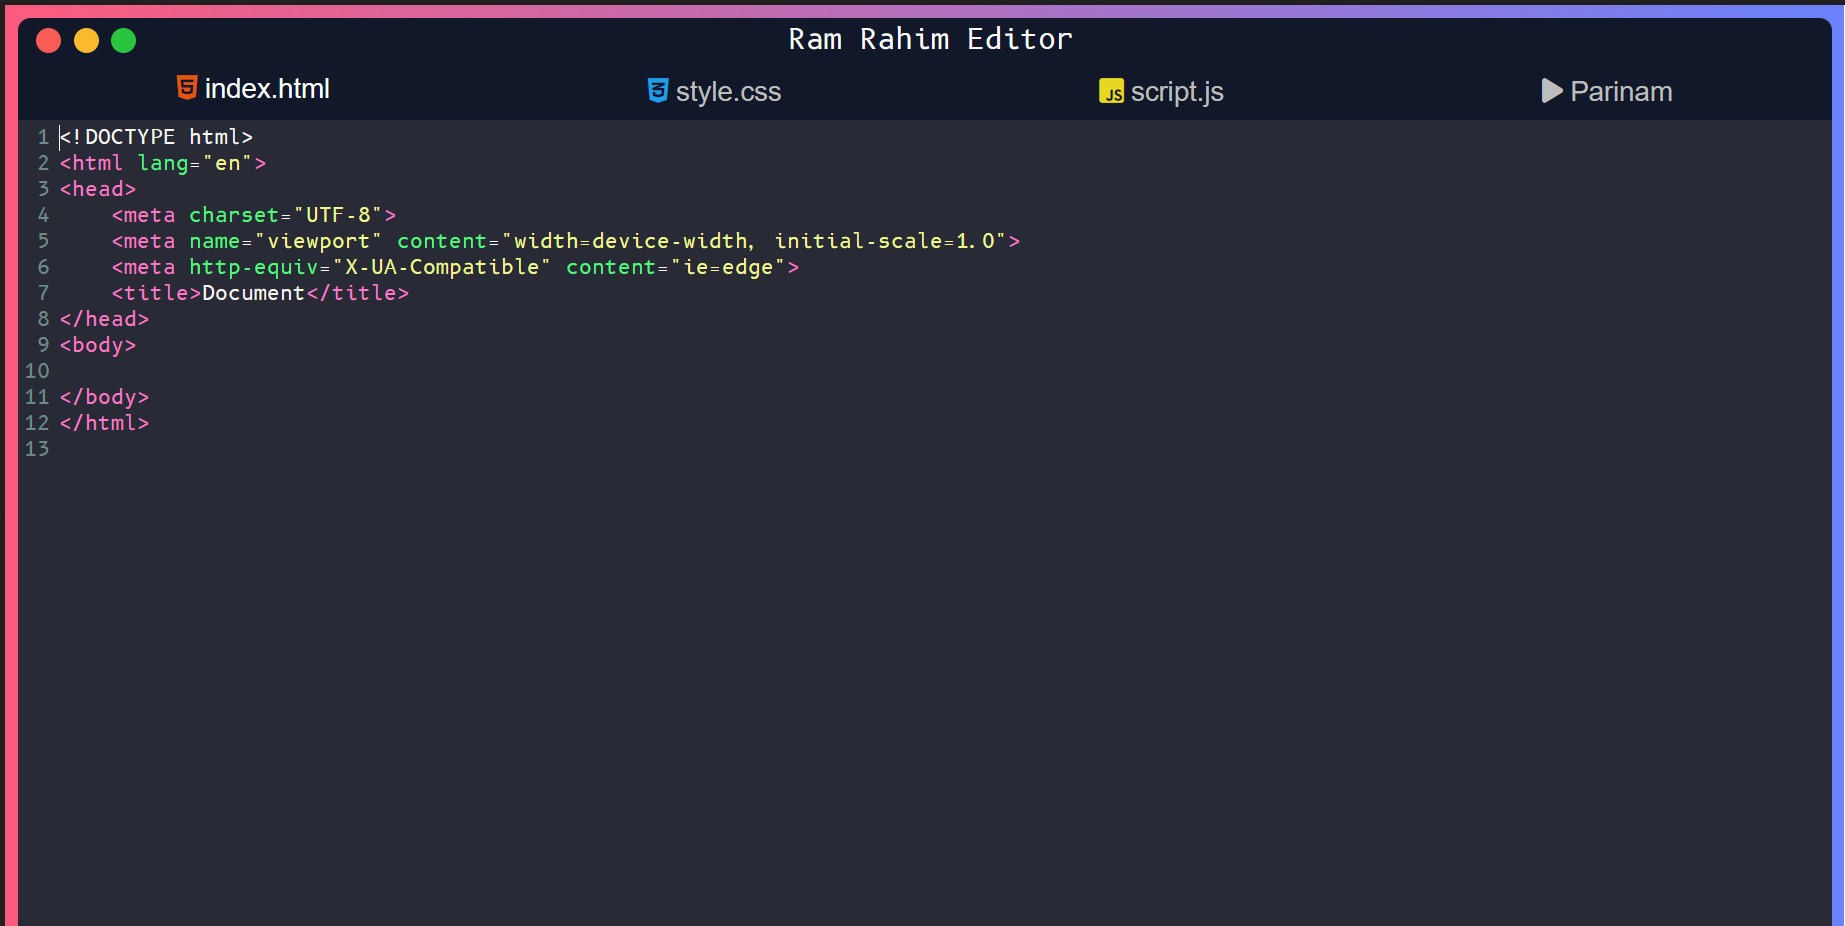 Ram Rahim Editor
index.html style.css script.js Parinam
1 <!DOCTYPE html>
2 <html lang="en">
3 <head>
4     <meta charset="UTF-8">
5     <meta name="viewport" content="width=device-width, initial-scale=1.0">
6     <meta http-equiv="X-UA-Compatible" content="ie=edge">
7     <title>Document</title>
8 </head>
9 <body>
10
11 </body>
12 </html>
13